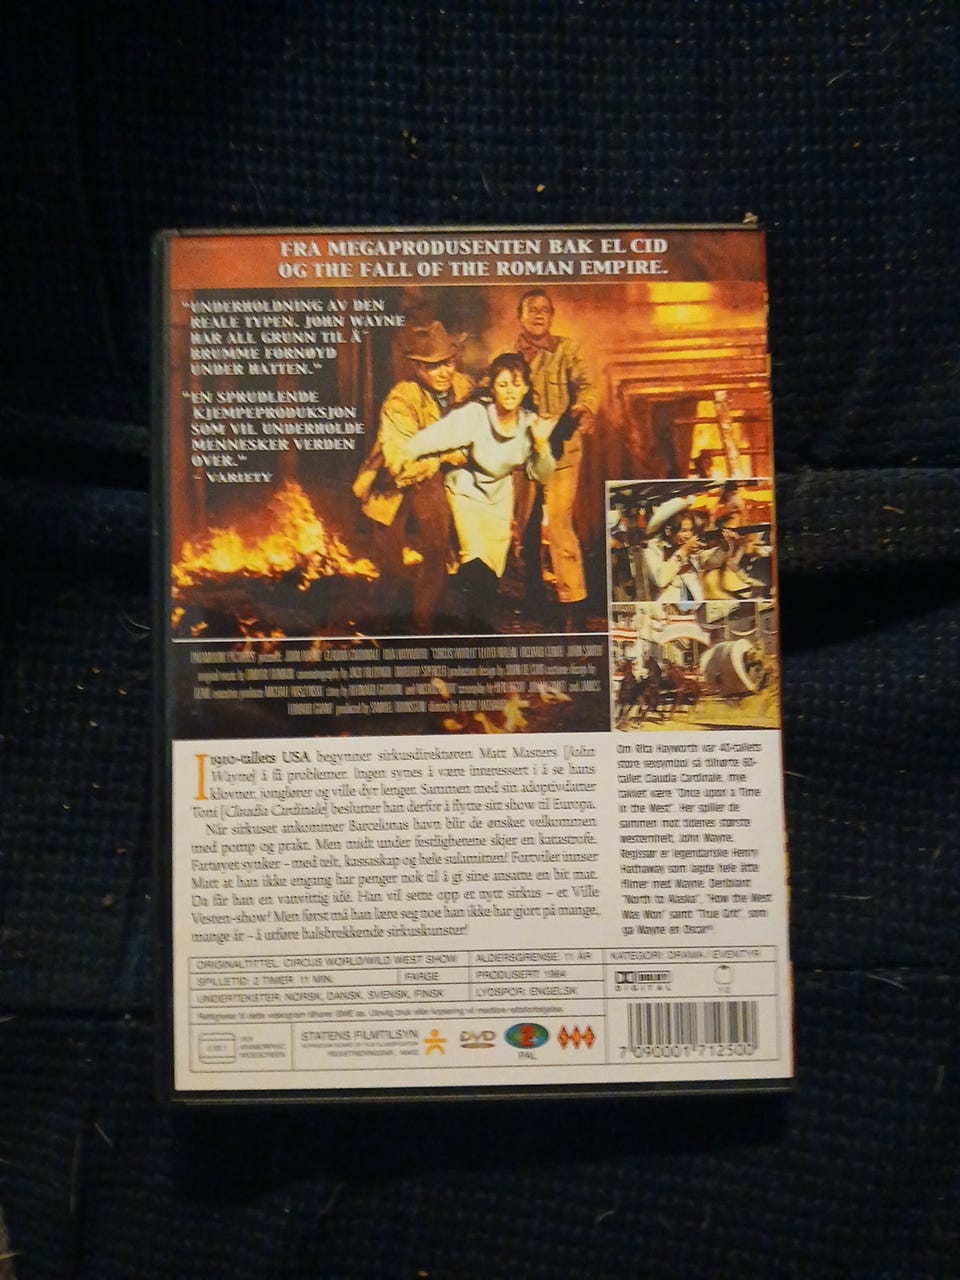 FRA MEGAPRODUSENTEN BAK EL CID
OG THE FALL OF THE ROMAN EMPIRE.
"UNDERHOLDNING AV DEN
REALE TYPEN. JOHN WAYNE
HAR ALL GRUNN TIL Å
BRUMME FORNØYD
UNDER HATTEN."
"EN SPRUDLENDE
KJEMPEPRODUKSJON
SOM VIL UNDERHOLDE
MENNESKER VERDEN
OVER."
- VARIETY
I 1910-tallets USA begynner sirkusdirektøren Matt Masters [John
Wayne] å få problemer. Ingen synes å være interessert i å se hans
klovner, jonglører og ville dyr lenger. Sammen med sin adoptivdatter
Toni [Claudia Cardinale] beslutter han derfor å flytte sitt show til Europa.
Når sirkuset ankommer Barcelonas havn blir de ønsket velkommen
med pomp og prakt. Men midt under festlighetene skjer en katastrofe.
Fartøyet synker – med telt, kassaskap og hele sulamitten! Fortvilet innser
Matt at han ikke engang har penger nok til å gi sine ansatte en bit mat.
Da får han en vanvittig idé. Han vil sette opp et nytt sirkus – et Ville
Vesten-show! Men først må han lære seg noe han ikke har gjort på mange,
mange år – å utføre halsbrekkende sirkuskunster!
Om Rita Hayworth var 40-tallets
store sexsymbol så tilhørte 60-
tallet Claudia Cardinale, mye
takket være "Once upon a Time
in the West". Her spiller de
sammen mot tidenes største
westernhelt, John Wayne.
Regissør er legendariske Henry
Hathaway som lagde hele åtte
filmer med Wayne. Deriblant
"North to Alaska", "How the West
Was Won" samt "True Grit", som
ga Wayne en Oscar®.
ORIGINALTITTEL: CIRCUS WORLD/WILD WEST SHOW
ALDERSGRENSE: 11 ÅR
KATEGORI: DRAMA / EVENTYR
SPILLETID: 2 TIMER 11 MIN.
FARGE
PRODUSERT: 1964
UNDERTEKSTER: NORSK, DANSK, SVENSK, FINSK
LYDSPOR: ENGELSK
DOLBY
DIGITAL
STATENS FILMTILSYN
DVD
2
PAL
7 090001 712500